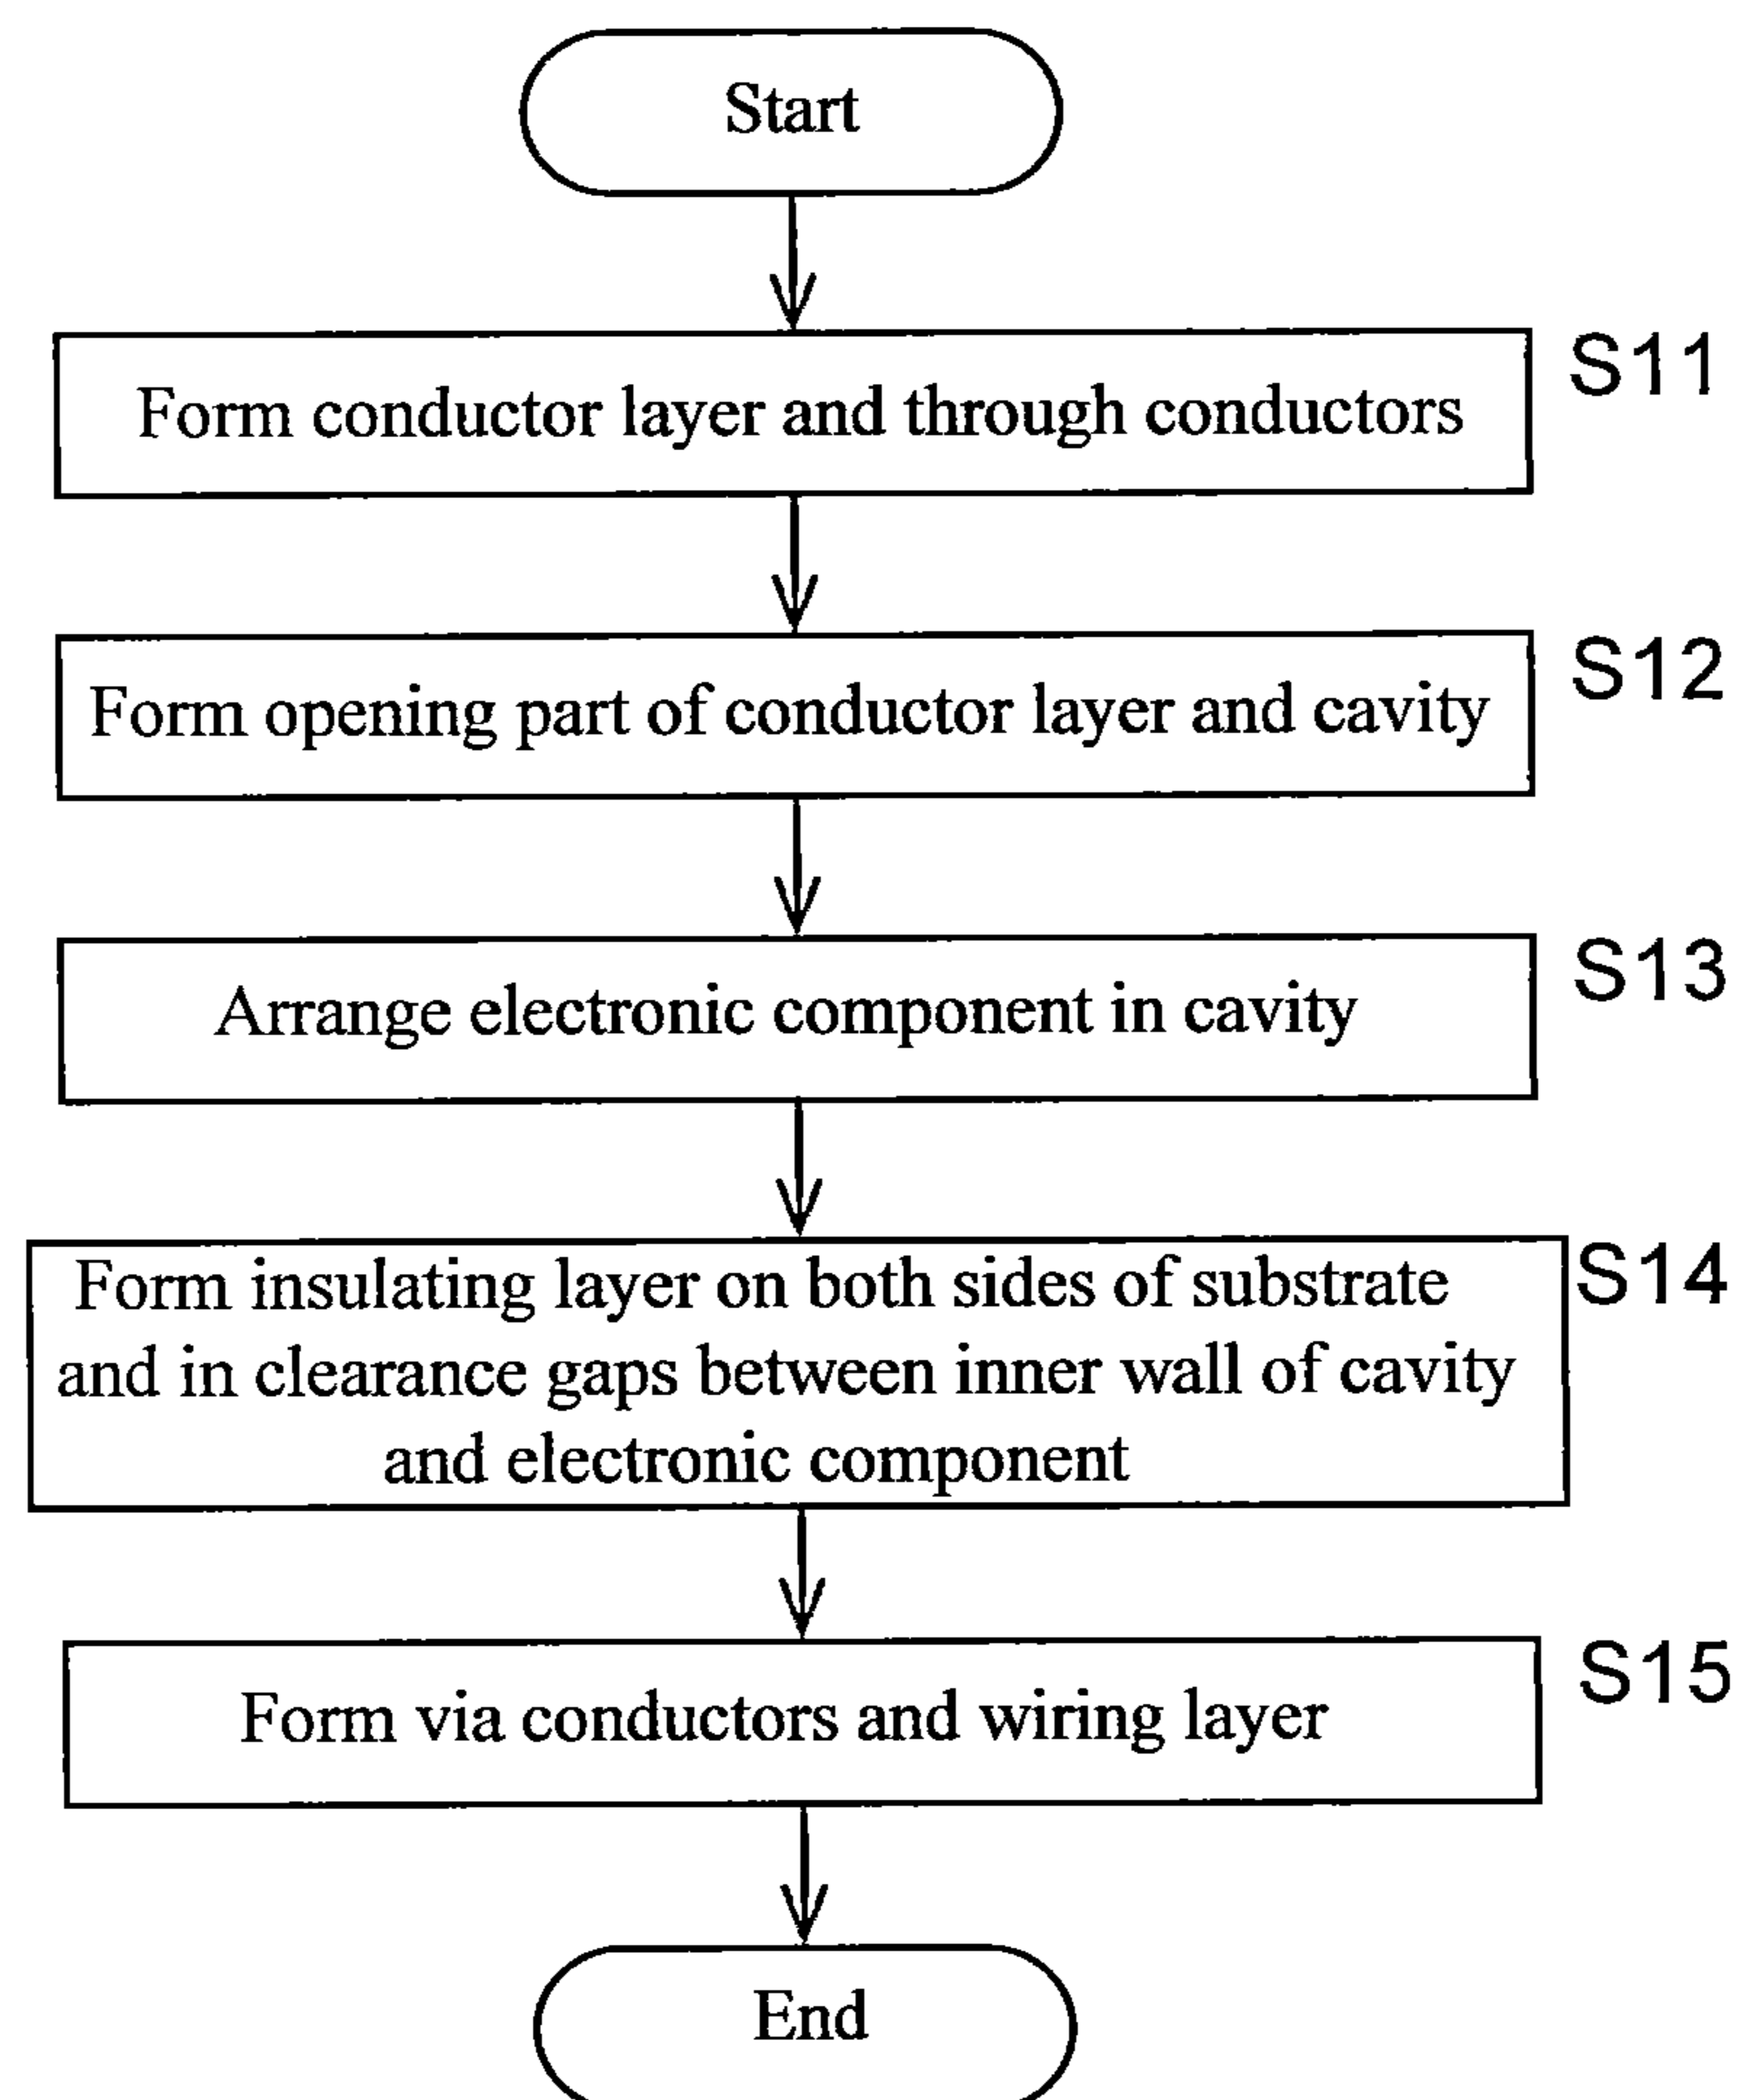 Start
Form conductor layer and through conductors
S11
Form opening part of conductor layer and cavity
S12
Arrange electronic component in cavity
S13
Form insulating layer on both sides of substrate
and in clearance gaps between inner wall of cavity
and electronic component
S14
Form via conductors and wiring layer
S15
End